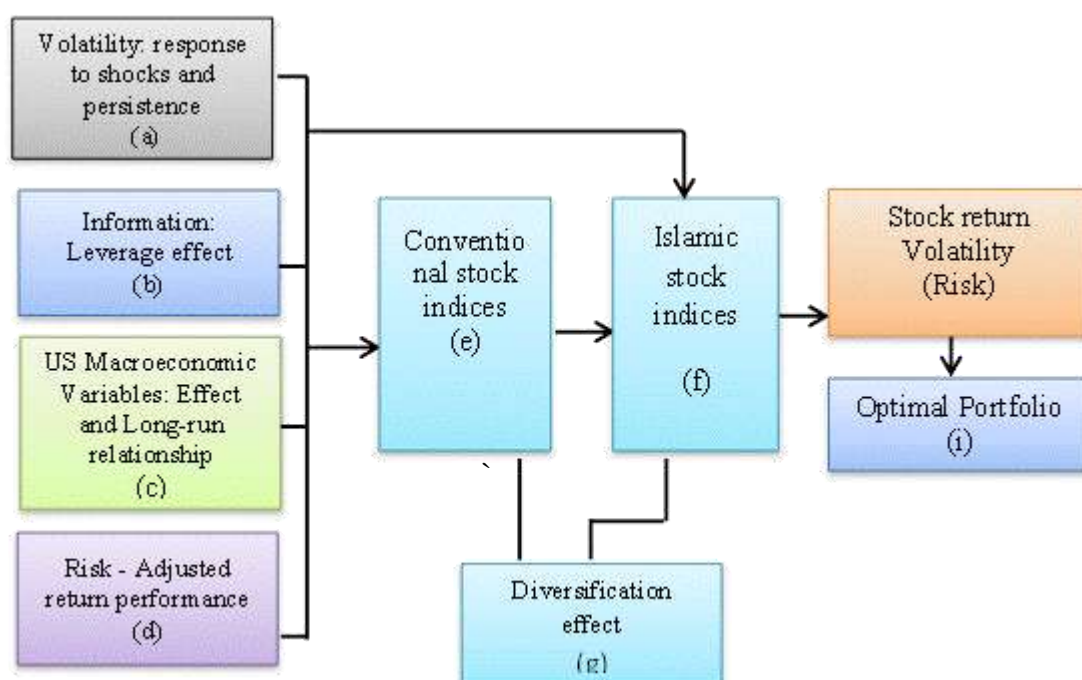 Volatility: response
to shocks and
persistence
(a)
Information:
Leverage effect
(b)
US Macroeconomic
Variables: Effect
and Long-run
relationship
(c)
Risk - Adjusted
return performance
(d)
Conventio
nal stock
indices
(e)
Islamic
stock
indices
(f)
Stock return
Volatility
(Risk)
Optimal Portfolio
(i)
`
Diversification
effect
(g)